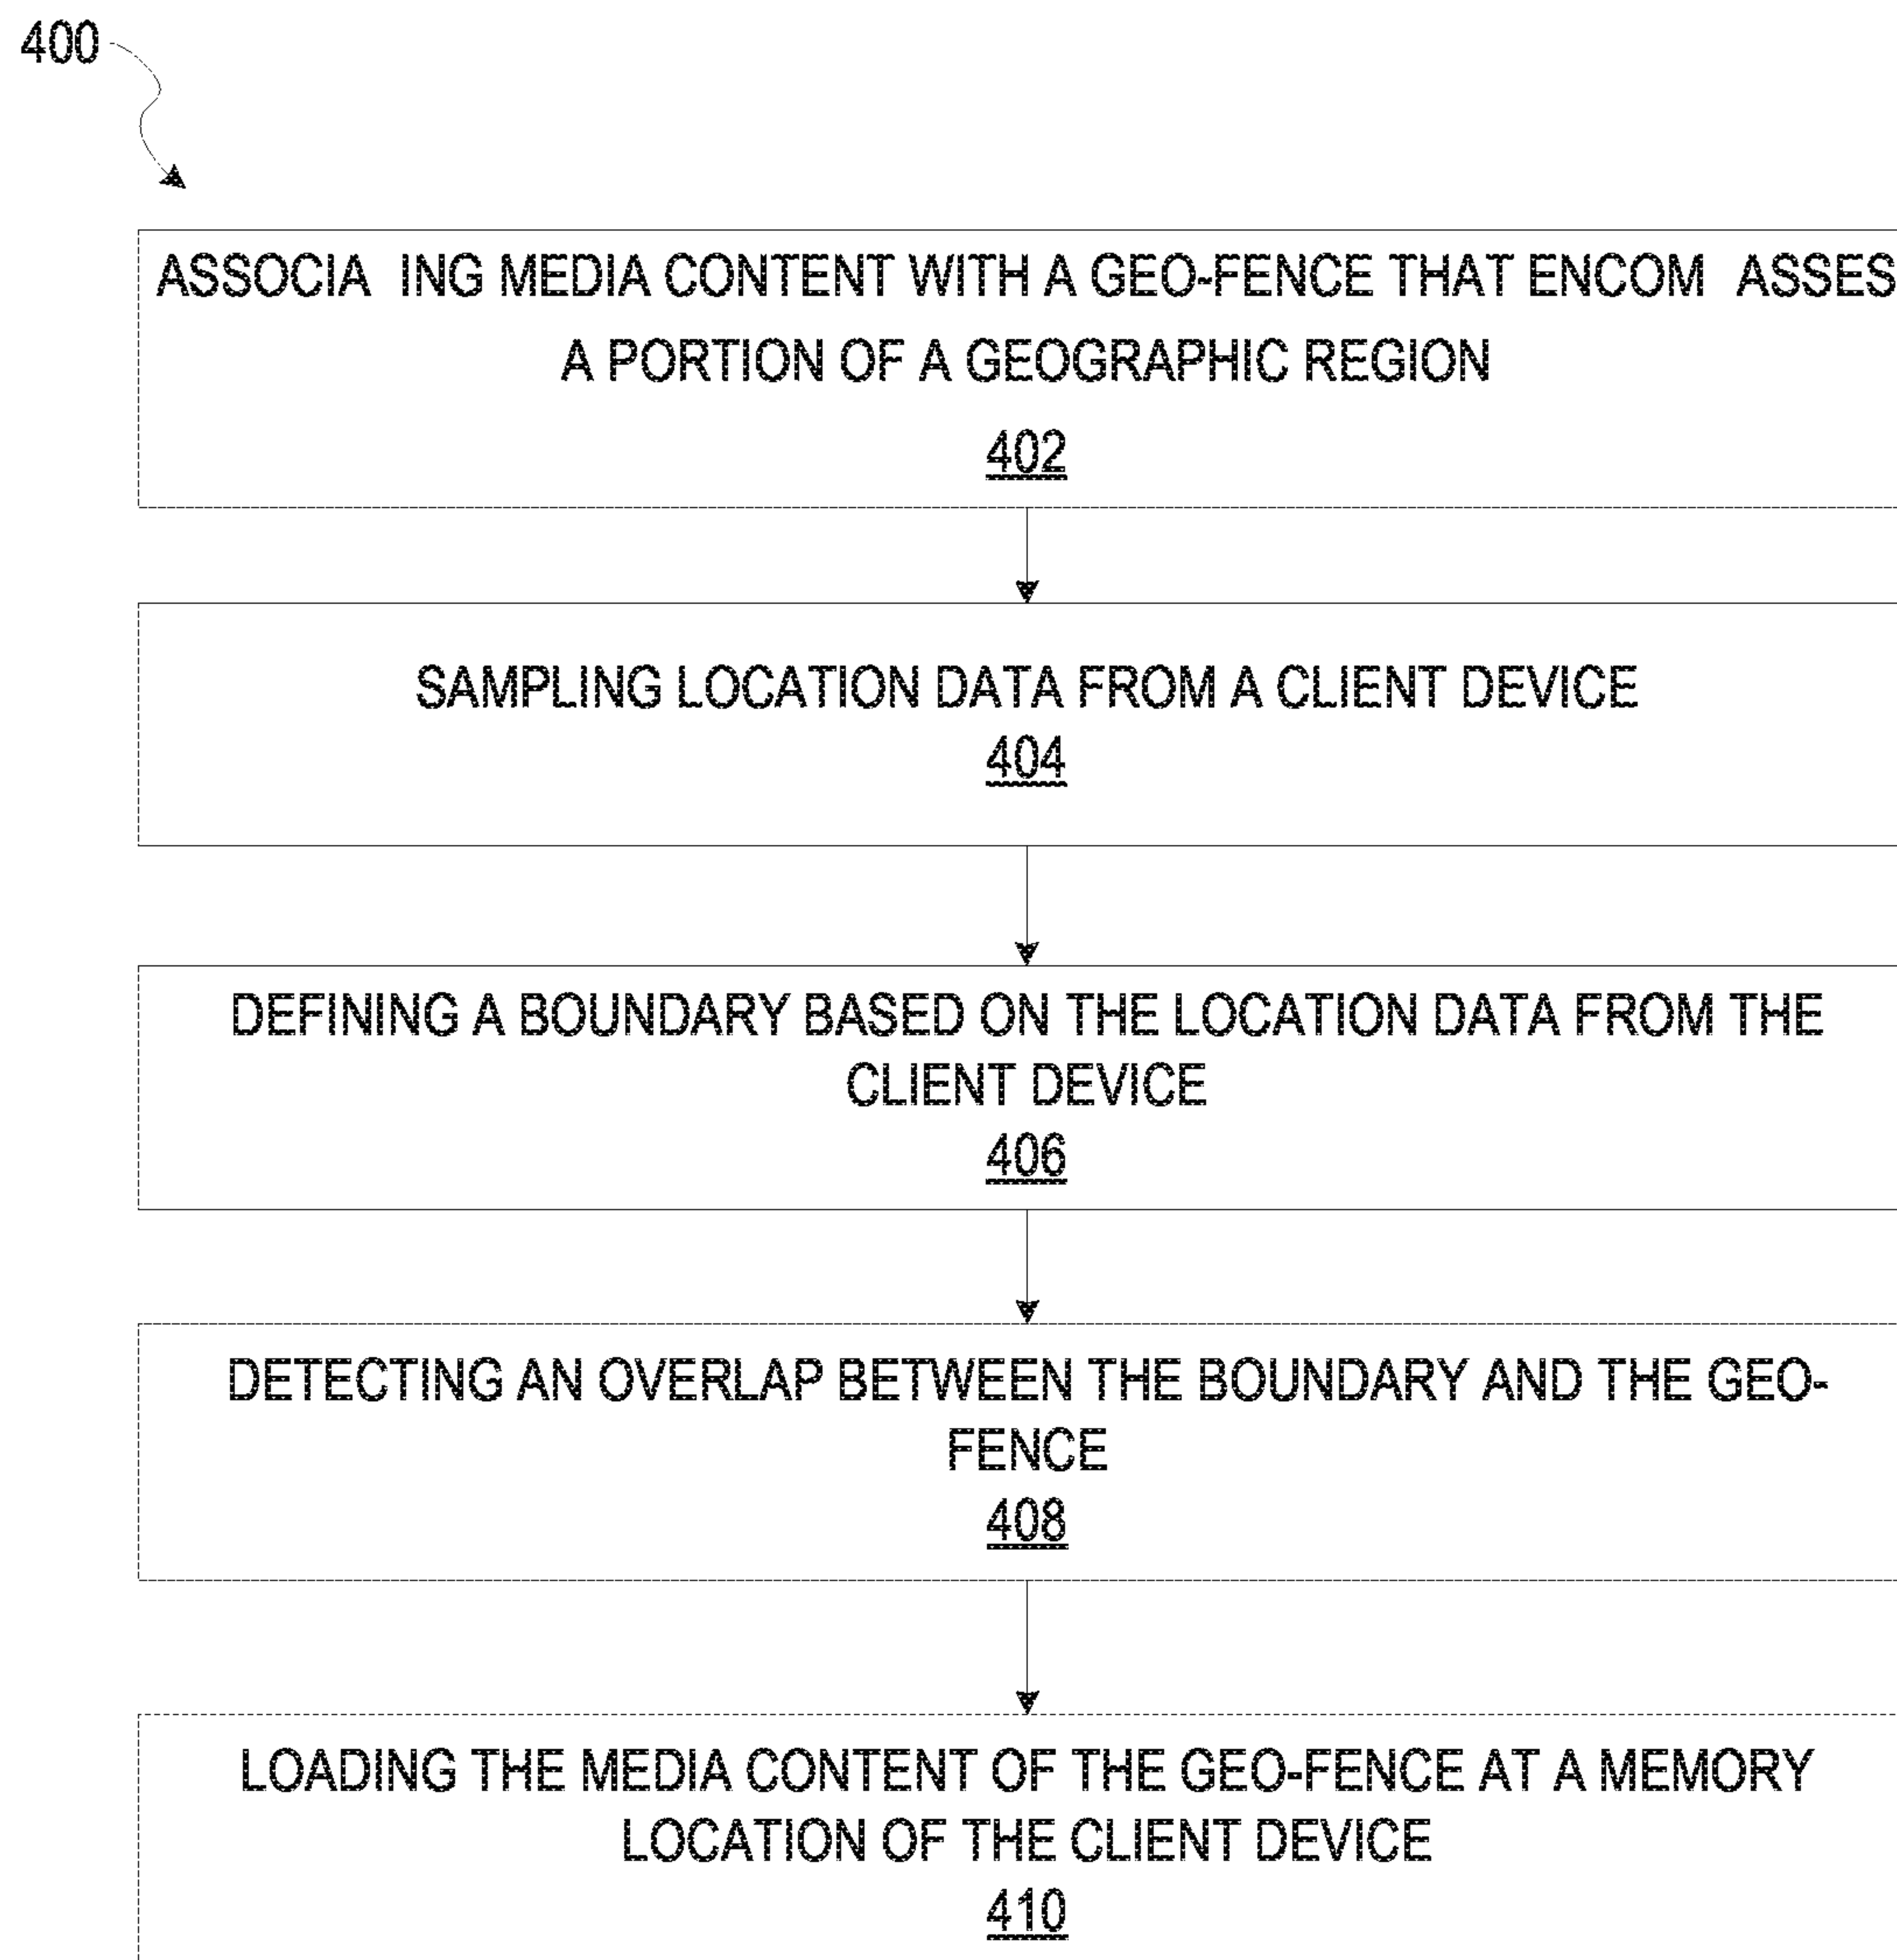 400
ASSOCIA ING MEDIA CONTENT WITH A GEO-FENCE THAT ENCOM ASSES
A PORTION OF A GEOGRAPHIC REGION
402
SAMPLING LOCATION DATA FROM A CLIENT DEVICE
404
DEFINING A BOUNDARY BASED ON THE LOCATION DATA FROM THE
CLIENT DEVICE
406
DETECTING AN OVERLAP BETWEEN THE BOUNDARY AND THE GEO-
FENCE
408
LOADING THE MEDIA CONTENT OF THE GEO-FENCE AT A MEMORY
LOCATION OF THE CLIENT DEVICE
410